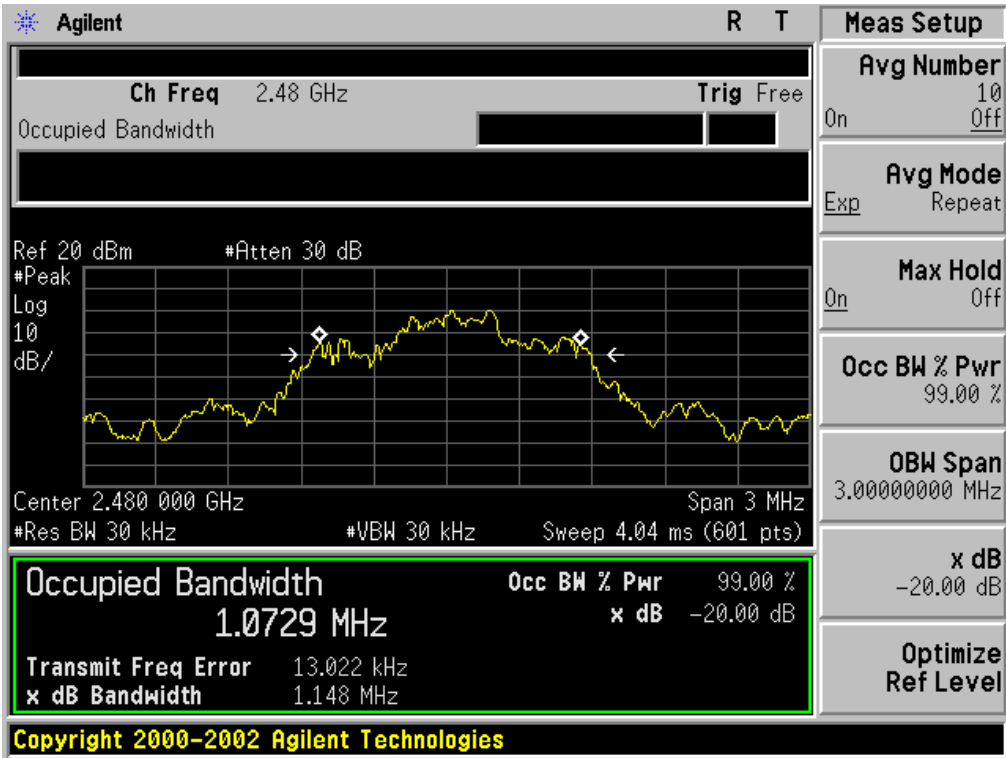 Agilent R T
Ch Freq 2.48 GHz Trig Free
Occupied Bandwidth
Ref 20 dBm #Atten 30 dB
#Peak
Log
10
dB/
Center 2.480 000 GHz Span 3 MHz
#Res BW 30 kHz #VBW 30 kHz Sweep 4.04 ms (601 pts)
Occupied Bandwidth Occ BW % Pwr 99.00 %
1.0729 MHz x dB -20.00 dB
Transmit Freq Error 13.022 kHz
x dB Bandwidth 1.148 MHz
Copyright 2000-2002 Agilent Technologies
Meas Setup
Avg Number
10
On Off
Avg Mode
Exp Repeat
Max Hold
On Off
Occ BW % Pwr
99.00 %
OBW Span
3.00000000 MHz
x dB
-20.00 dB
Optimize
Ref Level